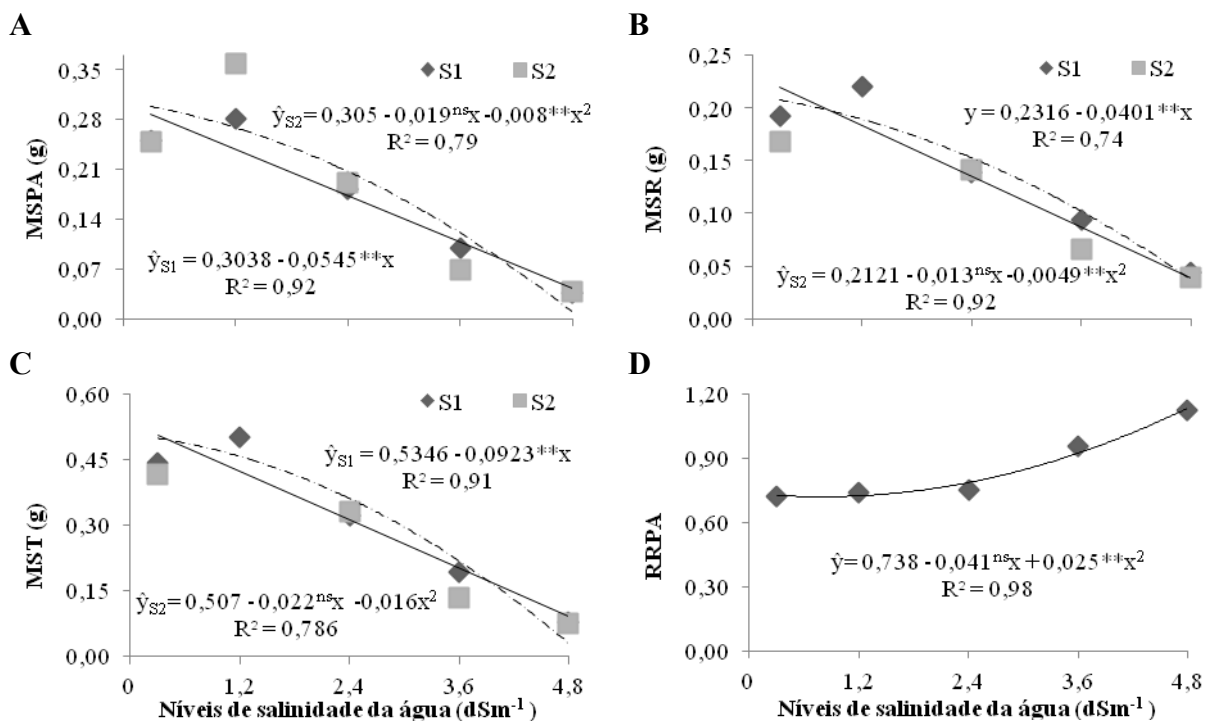 A
0,35
0,28
0,21
0,14
0,07
0,00
MSPA (g)
S1 S2
ŷS2 = 0,305 - 0,019nsx - 0,008**x²
R² = 0,79
ŷS1 = 0,3038 - 0,0545**x
R² = 0,92
B
0,25
0,20
0,15
0,10
0,05
0,00
MSR (g)
S1 S2
y = 0,2316 - 0,0401**x
R² = 0,74
ŷS2 = 0,2121 - 0,013nsx - 0,0049**x²
R² = 0,92
C
0,60
0,45
0,30
0,15
0,00
MST (g)
S1 S2
ŷS1 = 0,5346 - 0,0923**x
R² = 0,91
ŷS2 = 0,507 - 0,022nsx - 0,016x²
R² = 0,786
0 1,2 2,4 3,6 4,8
Níveis de salinidade da água (dSm-1)
D
1,20
0,90
0,60
0,30
0,00
RRPA
ŷ= 0,738 - 0,041nsx + 0,025**x²
R² = 0,98
0 1,2 2,4 3,6 4,8
Níveis de salinidade da água (dSm-1)